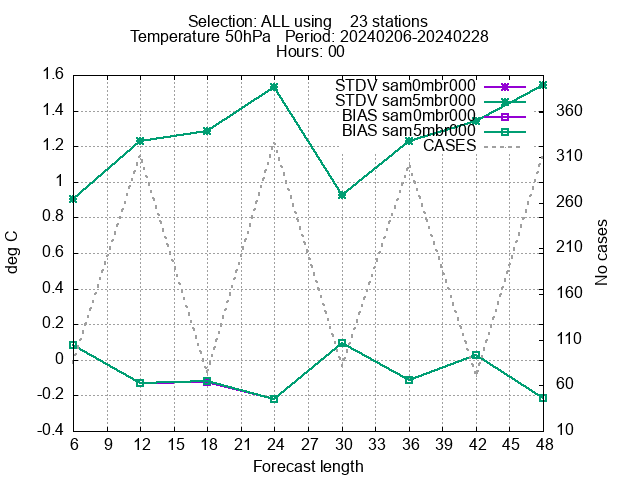 Selection: ALL using 23 stations
Temperature 50hPa Period: 20240206-20240228
Hours: 00
STDV sam0mbr000
STDV sam5mbr000
BIAS sam0mbr000
BIAS sam5mbr000
CASES
deg C
1.6
1.4
1.2
1
0.8
0.6
0.4
0.2
0
-0.2
-0.4
No cases
360
310
260
210
160
110
60
10
6 9 12 15 18 21 24 27 30 33 36 39 42 45 48
Forecast length